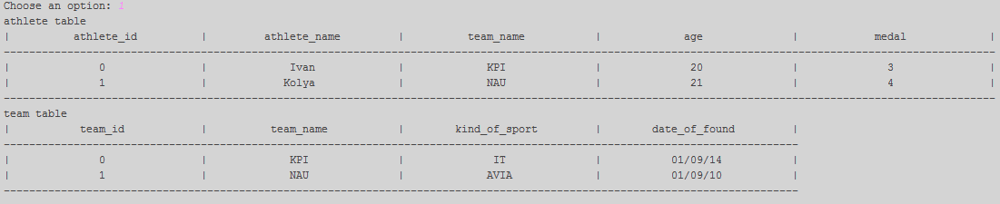 Choose an option: 1
athlete table
| athlete_id | athlete_name | team_name | age | medal |
--------------------------------------------------------------------------------
| 0 | Ivan | KPI | 20 | 3 |
| 1 | Kolya | NAU | 21 | 4 |
--------------------------------------------------------------------------------
team table
| team_id | team_name | kind_of_sport | date_of_found |
----------------------------------------------------------------
| 0 | KPI | IT | 01/09/14 |
| 1 | NAU | AVIA | 01/09/10 |
----------------------------------------------------------------